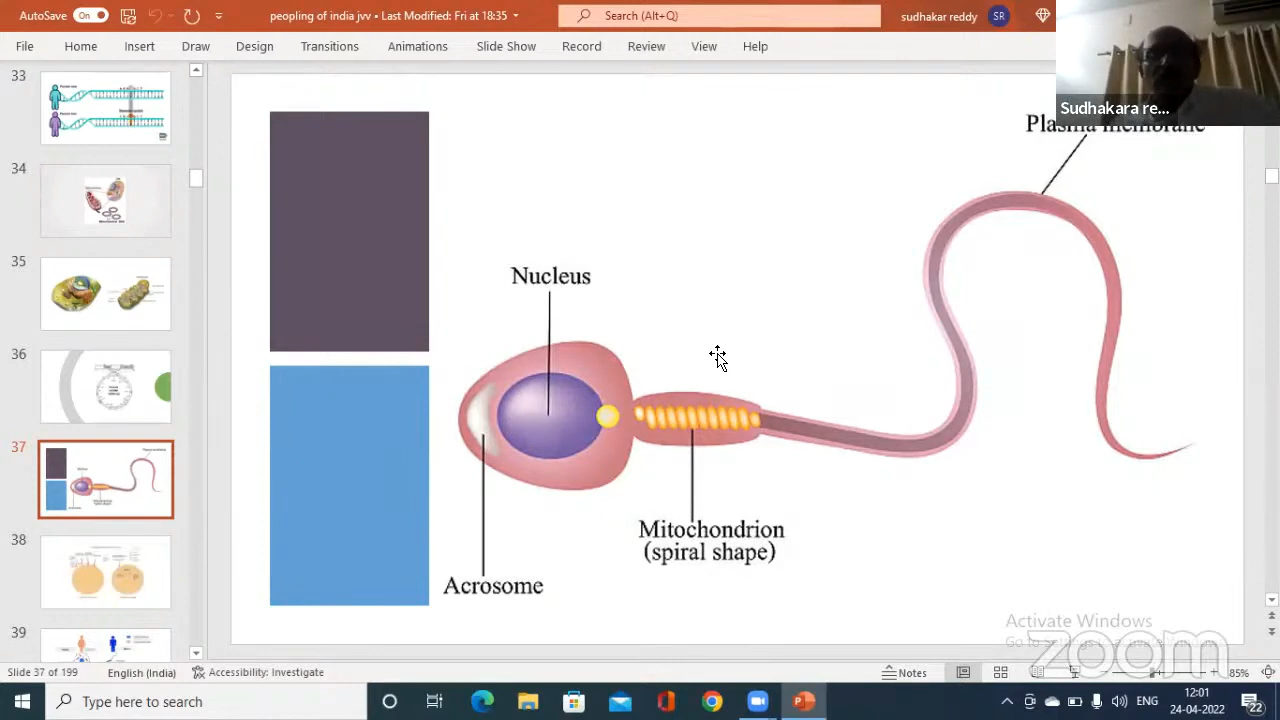 AutoSave On peopling of india jvv • Last Modified: Fri at 18:35 Search (Alt+Q) sudhakar reddy SR
File Home Insert Draw Design Transitions Animations Slide Show Record Review View Help
Sudhakara re...
33
34
35
36
37
38
39
Plasma membrane
Nucleus
Mitochondrion
(spiral shape)
Acrosome
Activate Windows
zoom
Slide 37 of 199 English (India) Accessibility: Investigate Notes 85%
Type here to search
ENG
12:01
24-04-2022
22